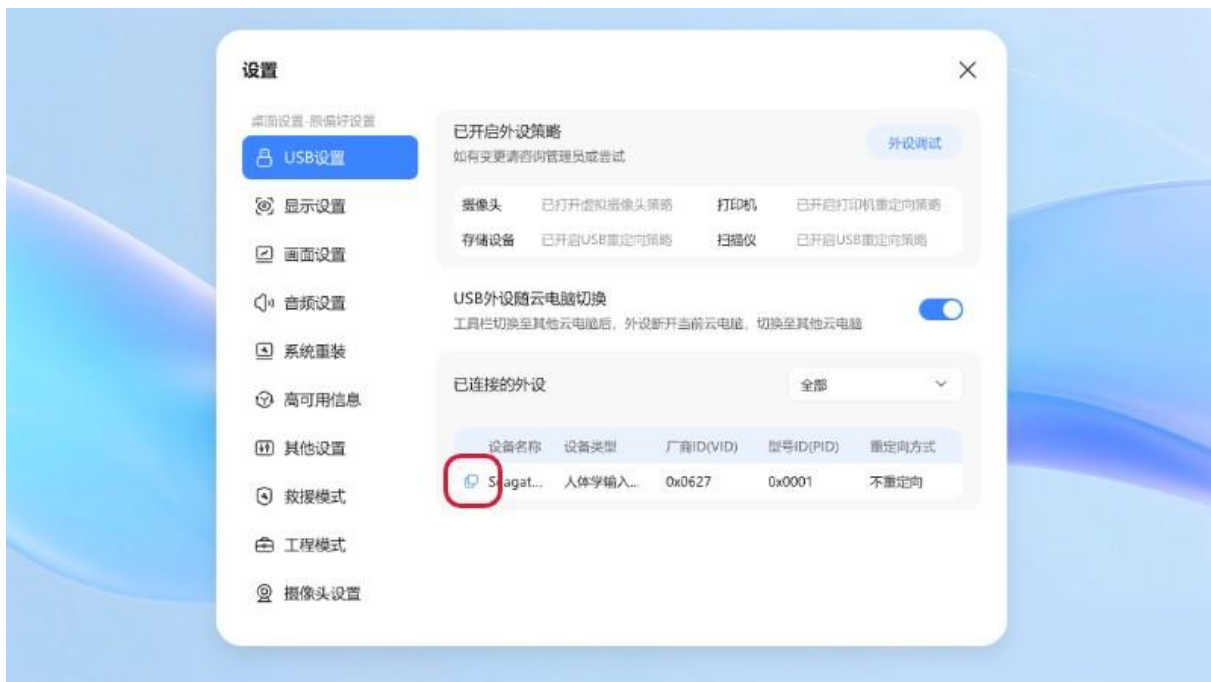 设置
桌面设置-照偏好设置
USB设置
显示设置
画面设置
音频设置
系统重装
高可用信息
其他设置
救援模式
工程模式
摄像头设置
已开启外设策略
如有变更请咨询管理员或尝试
外设调试
摄像头 已打开虚拟摄像头策略 打印机 已开启打印机重定向策略
存储设备 已开启USB重定向策略 扫描仪 已开启USB重定向策略
USB外设随云电脑切换
工具栏切换至其他云电脑后，外设断开当前云电脑，切换至其他云电脑
已连接的外设 全部
设备名称 设备类型 厂商ID(VID) 型号ID(PID) 重定向方式
Seagat... 人体学输入... 0x0627 0x0001 不重定向